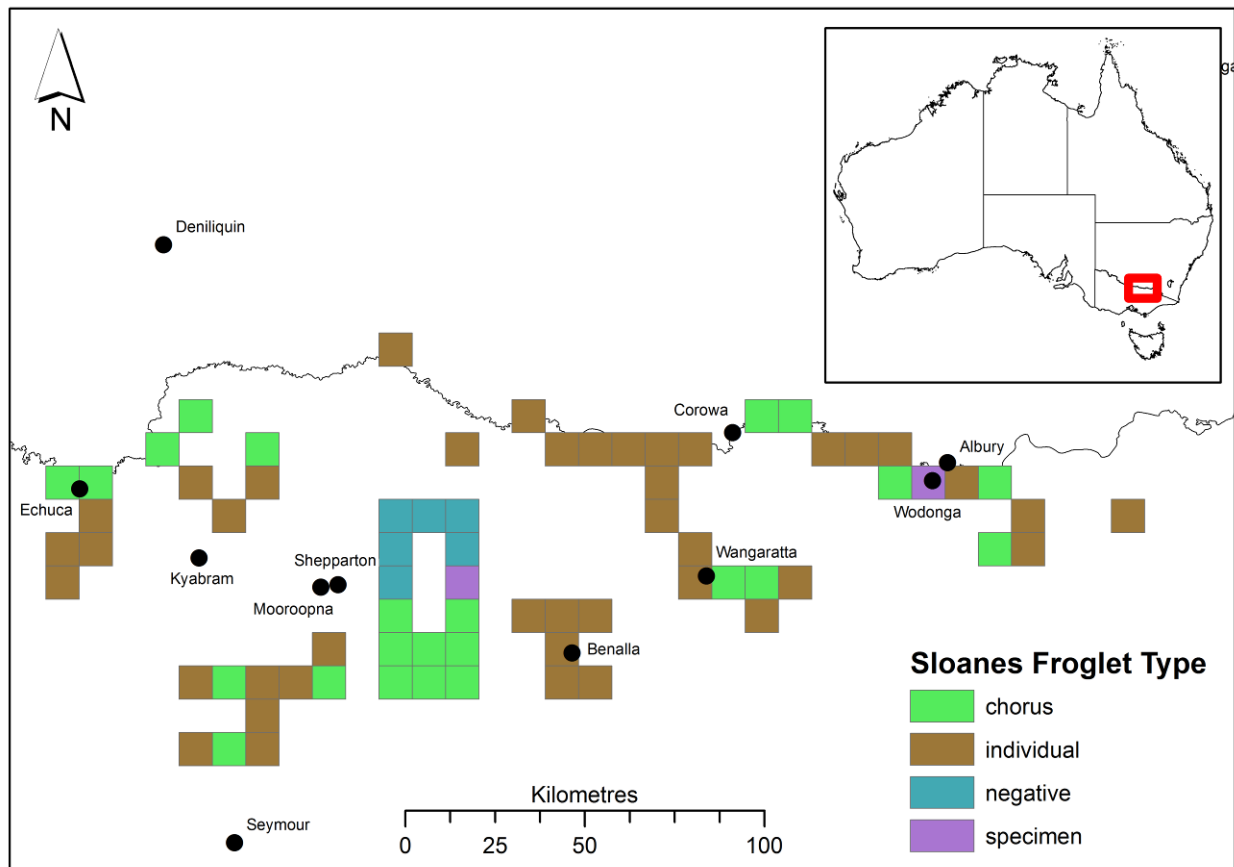 N
ga
Deniliquin
Corowa
Albury
Echuca
Wodonga
Kyabram
Shepparton
Mooroopna
Wangaratta
Benalla
Seymour
Sloanes Froglet Type
chorus
individual
negative
specimen
Kilometres
0 25 50 100